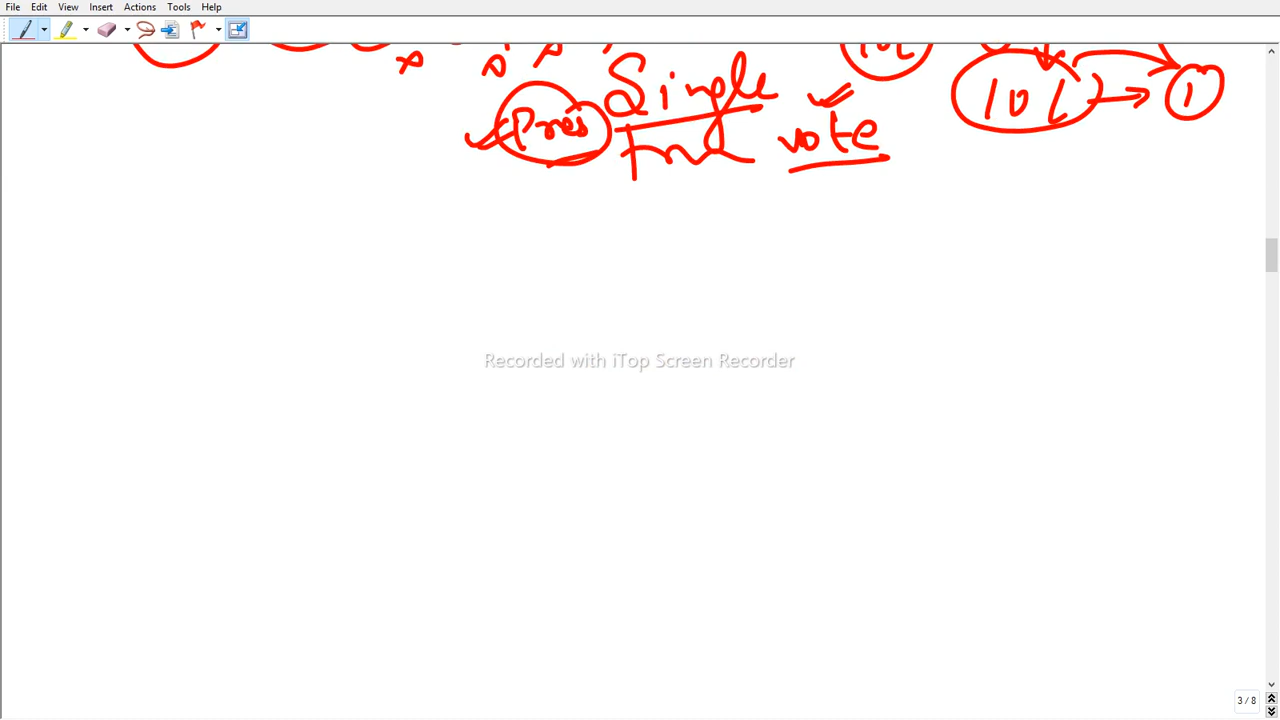 File Edit View Insert Actions Tools Help
Single
Pres vote
10L 1
Recorded with iTop Screen Recorder
3 / 8